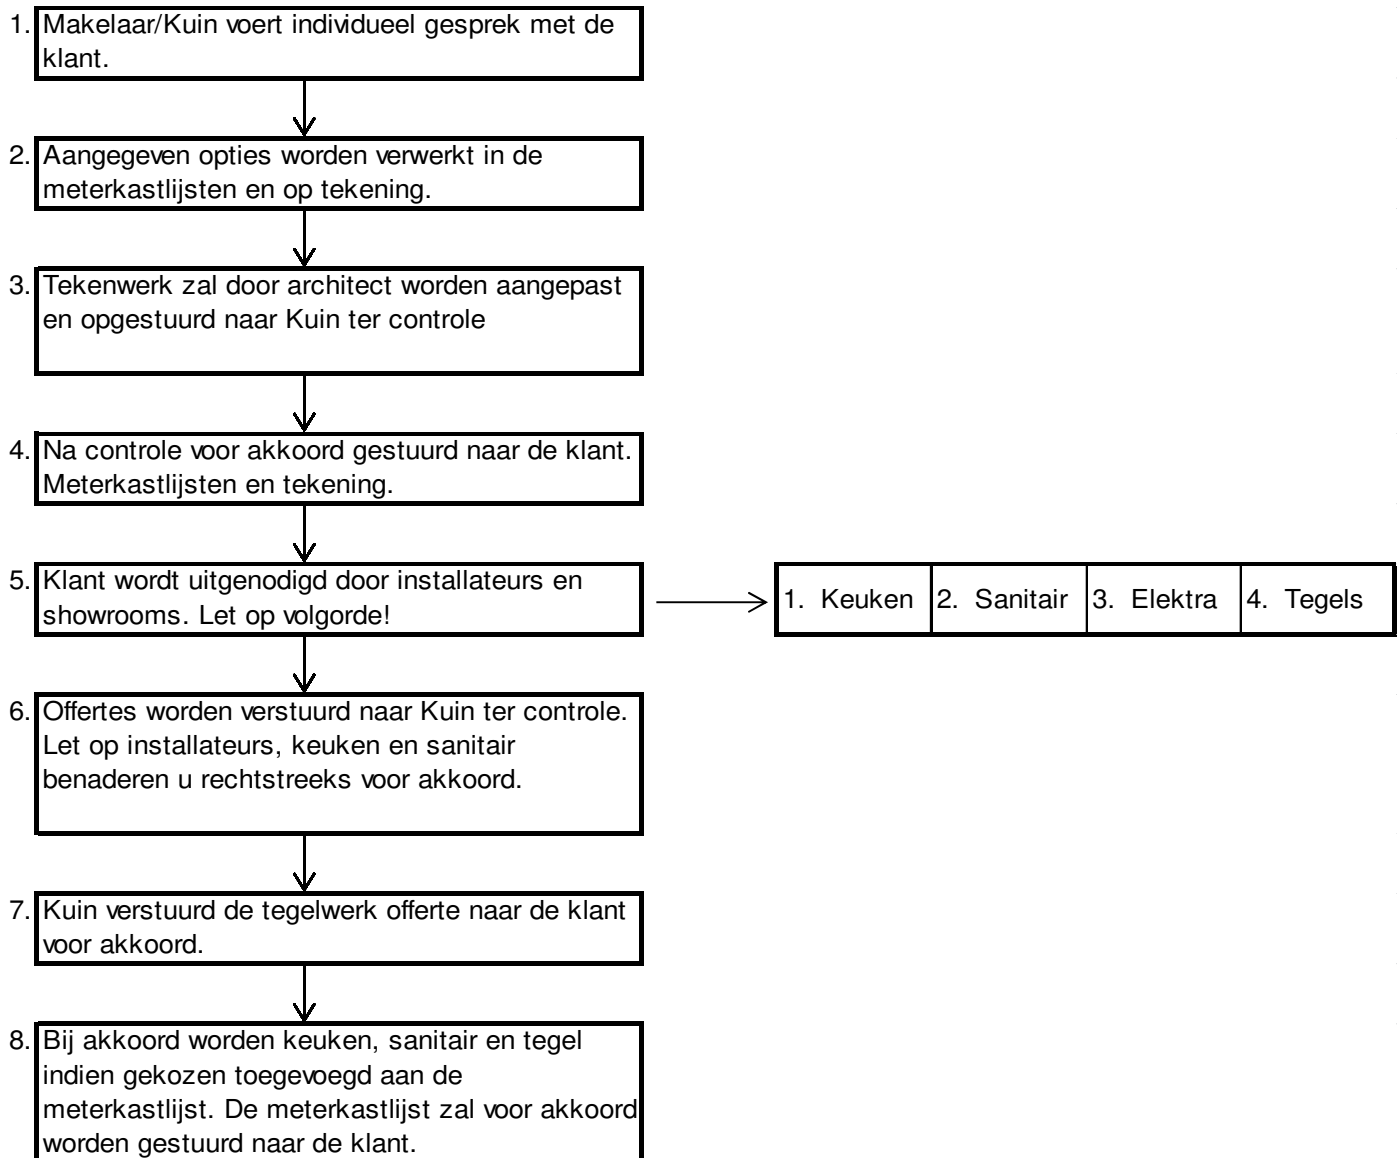 1. Makelaar/Kuin voert individueel gesprek met de
klant.
2. Aangegeven opties worden verwerkt in de
meterkastlijsten en op tekening.
3. Tekenwerk zal door architect worden aangepast
en opgestuurd naar Kuin ter controle
4. Na controle voor akkoord gestuurd naar de klant.
Meterkastlijsten en tekening.
5. Klant wordt uitgenodigd door installateurs en
showrooms. Let op volgorde!
1. Keuken 2. Sanitair 3. Elektra 4. Tegels
6. Offertes worden verstuurd naar Kuin ter controle.
Let op installateurs, keuken en sanitair
benaderen u rechtstreeks voor akkoord.
7. Kuin verstuurd de tegelwerk offerte naar de klant
voor akkoord.
8. Bij akkoord worden keuken, sanitair en tegel
indien gekozen toegevoegd aan de
meterkastlijst. De meterkastlijst zal voor akkoord
worden gestuurd naar de klant.